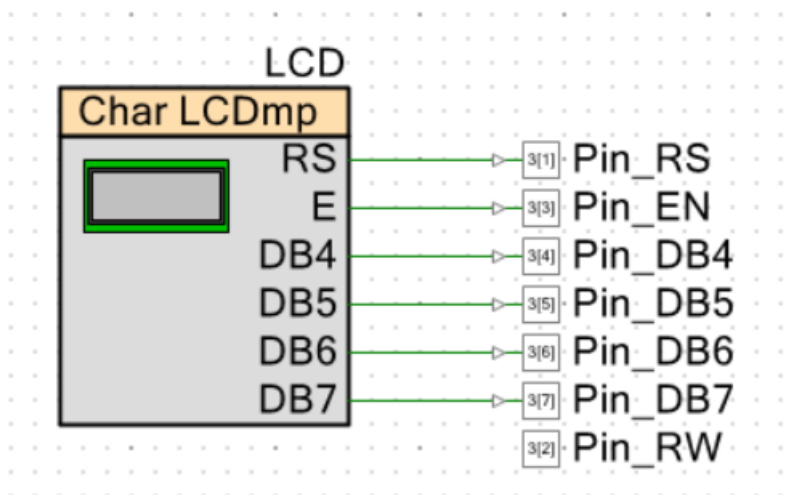 LCD
Char LCDmp
RS 3[1] Pin_RS
E 3[3] Pin_EN
DB4 3[4] Pin_DB4
DB5 3[5] Pin_DB5
DB6 3[6] Pin_DB6
DB7 3[7] Pin_DB7
3[2] Pin_RW